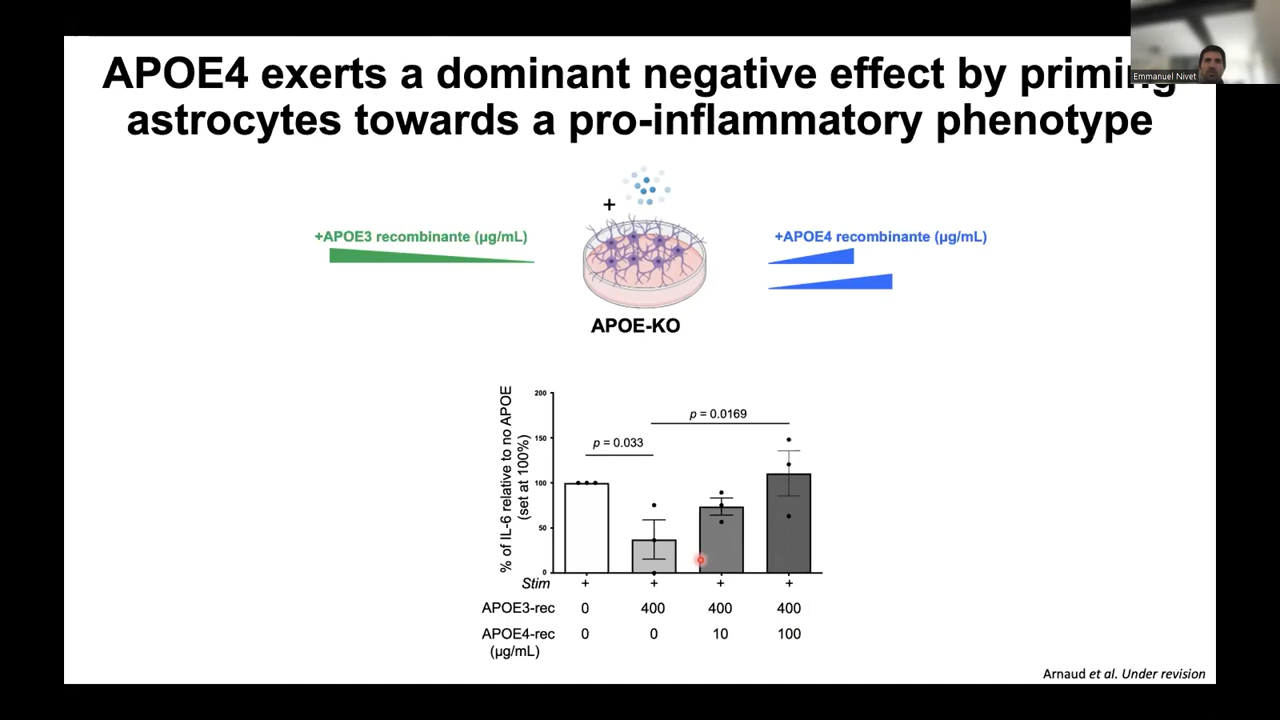 APOE4 exerts a dominant negative effect by priming
astrocytes towards a pro-inflammatory phenotype
Emmanuel Nivet
+
+APOE3 recombinante (µg/mL)
+APOE4 recombinante (µg/mL)
APOE-KO
% of IL-6 relative to no APOE
(set at 100%)
200
150
100
50
0
p = 0.033
p = 0.0169
Stim + + + +
APOE3-rec 0 400 400 400
APOE4-rec 0 0 10 100
(µg/mL)
Arnaud et al. Under revision